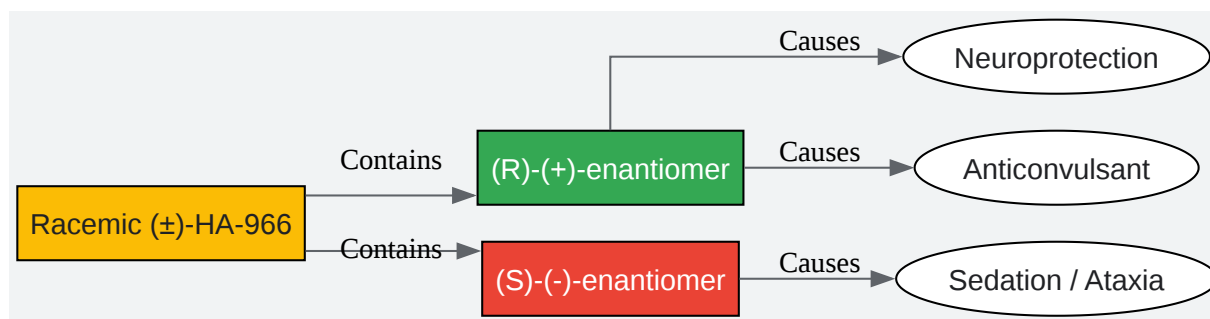 Causes
Neuroprotection
Contains
(R)-(+)-enantiomer
Causes
Anticonvulsant
Racemic (±)-HA-966
Contains
(S)-(-)-enantiomer
Causes
Sedation / Ataxia